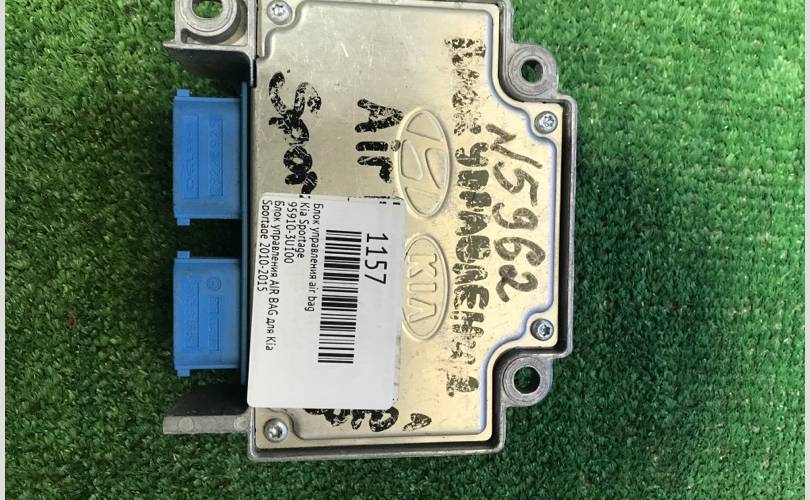 1157
Блок управления air bag
Kia Sportage
95910-3U100
Блок управления AIR BAG для Kia
Sportage 2010-2015
N5962
Блок управления
Air
Spor
KIA